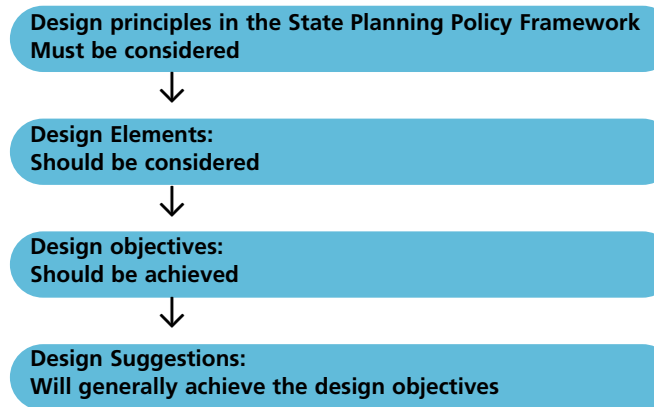 Design principles in the State Planning Policy Framework
Must be considered
Design Elements:
Should be considered
Design objectives:
Should be achieved
Design Suggestions:
Will generally achieve the design objectives